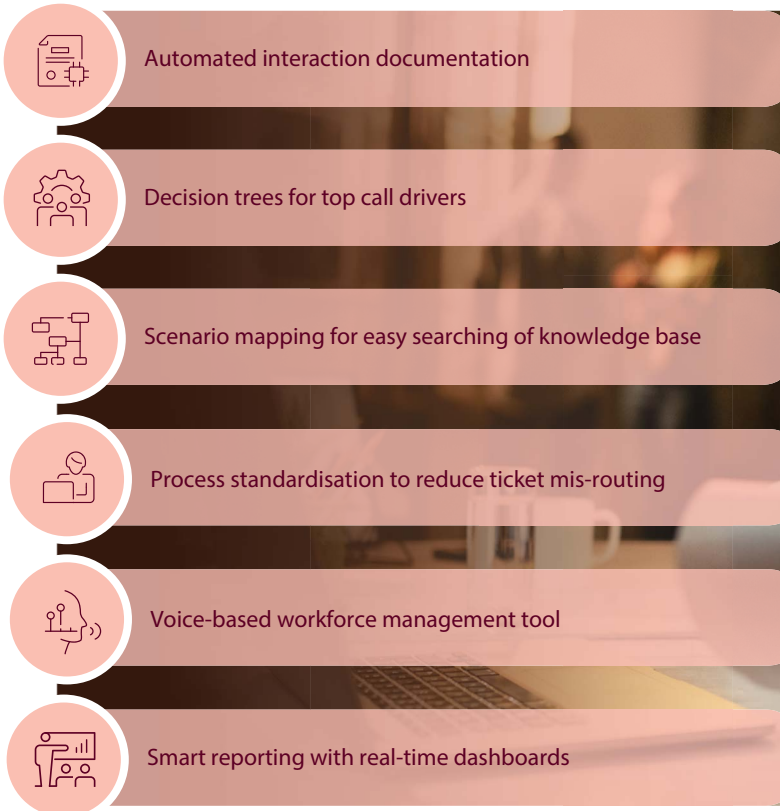 Automated interaction documentation
Decision trees for top call drivers
Scenario mapping for easy searching of knowledge base
Process standardisation to reduce ticket mis-routing
Voice-based workforce management tool
Smart reporting with real-time dashboards